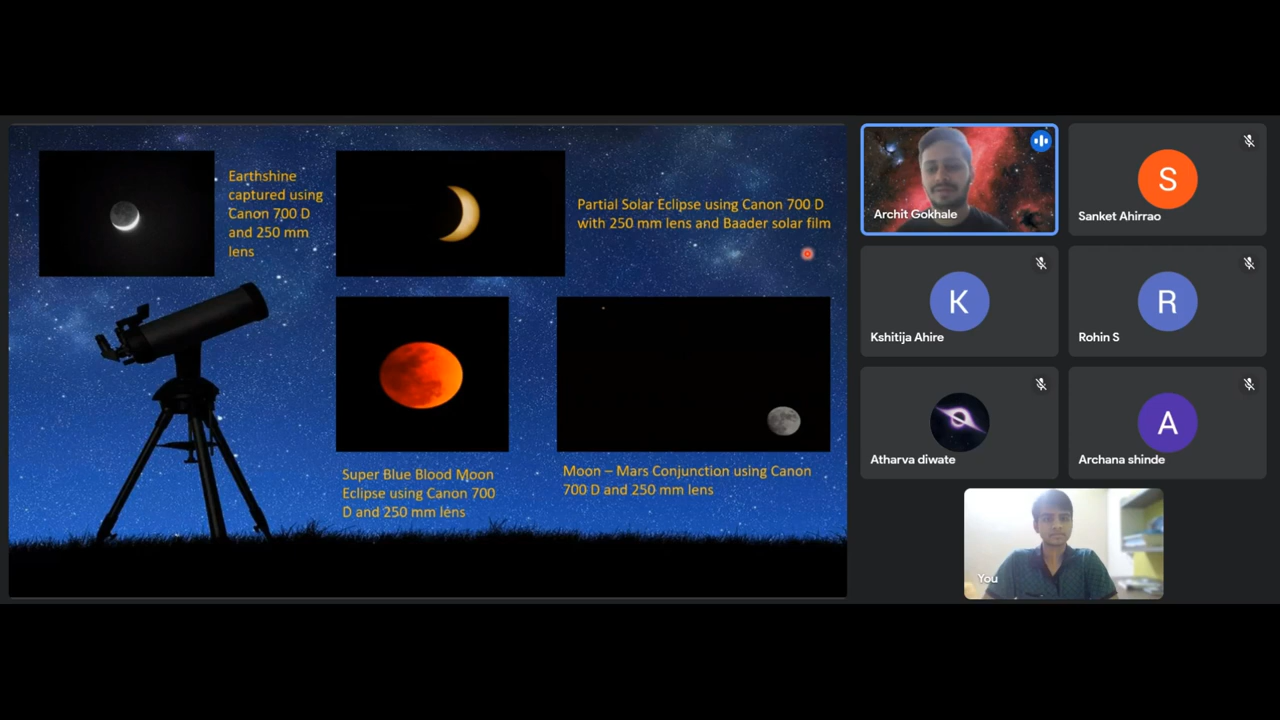 Earthshine
captured using
Canon 700 D
and 250 mm
lens
Partial Solar Eclipse using Canon 700 D
with 250 mm lens and Baader solar film
Super Blue Blood Moon
Eclipse using Canon 700
D and 250 mm lens
Moon – Mars Conjunction using Canon
700 D and 250 mm lens
Archit Gokhale
S
Sanket Ahirrao
K
Kshitija Ahire
R
Rohin S
Atharva diwate
A
Archana shinde
You